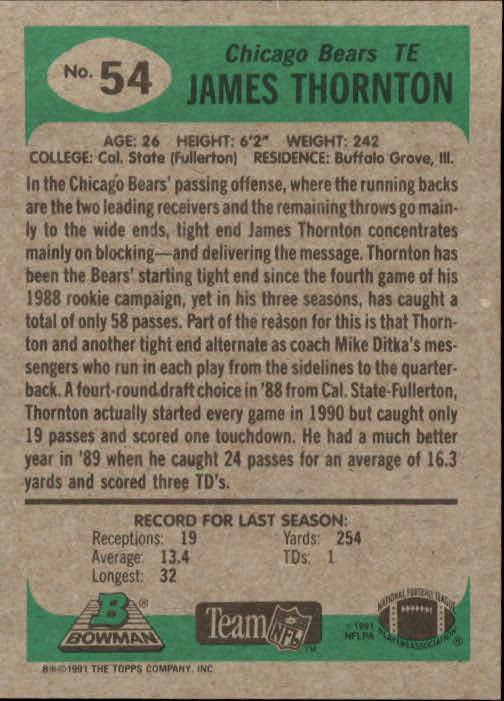 No. 54
Chicago Bears TE
JAMES THORNTON
AGE: 26 HEIGHT: 6'2" WEIGHT: 242
COLLEGE: Cal. State (Fullerton) RESIDENCE: Buffalo Grove, Ill.
In the Chicago Bears' passing offense, where the running backs
are the two leading receivers and the remaining throws go main-
ly to the wide ends, tight end James Thornton concentrates
mainly on blocking—and delivering the message. Thornton has
been the Bears' starting tight end since the fourth game of his
1988 rookie campaign, yet in his three seasons, has caught a
total of only 58 passes. Part of the reason for this is that Thorn-
ton and another tight end alternate as coach Mike Ditka's mes-
sengers who run in each play from the sidelines to the quarter-
back. A fourt-round draft choice in '88 from Cal. State-Fullerton,
Thornton actually started every game in 1990 but caught only
19 passes and scored one touchdown. He had a much better
year in '89 when he caught 24 passes for an average of 16.3
yards and scored three TD's.
RECORD FOR LAST SEASON:
Receptions: 19 Yards: 254
Average: 13.4 TDs: 1
Longest: 32
B®
BOWMAN
Team NFL™
© 1991
NFLPA
NATIONAL FOOTBALL LEAGUE
PLAYERS ASSOCIATION ®
©1991 THE TOPPS COMPANY, INC.